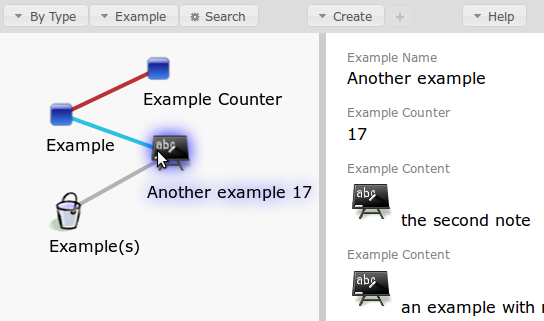 By Type Example Search Create + Help
Example Counter
Example
abc
Another example 17
Example(s)
Example Name
Another example
Example Counter
17
Example Content
abc
the second note
Example Content
abc
an example with